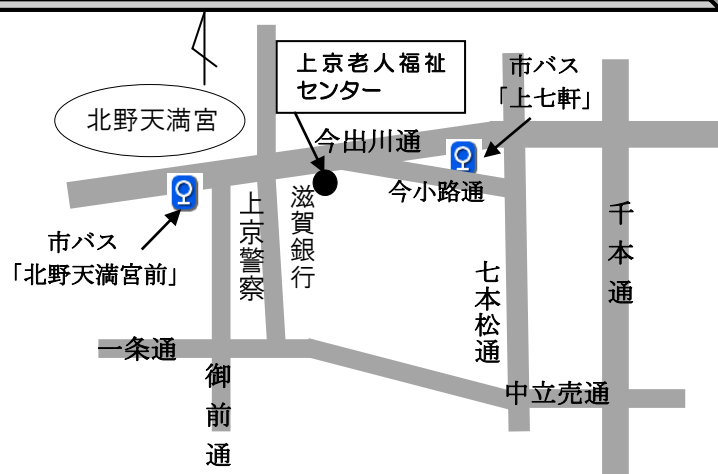 上京老人福祉
センター
市バス
「上七軒」
北野天満宮
今出川通
今小路通
市バス
「北野天満宮前」
上京警察
滋賀銀行
千本通
七本松通
一条通
御前通
中立売通